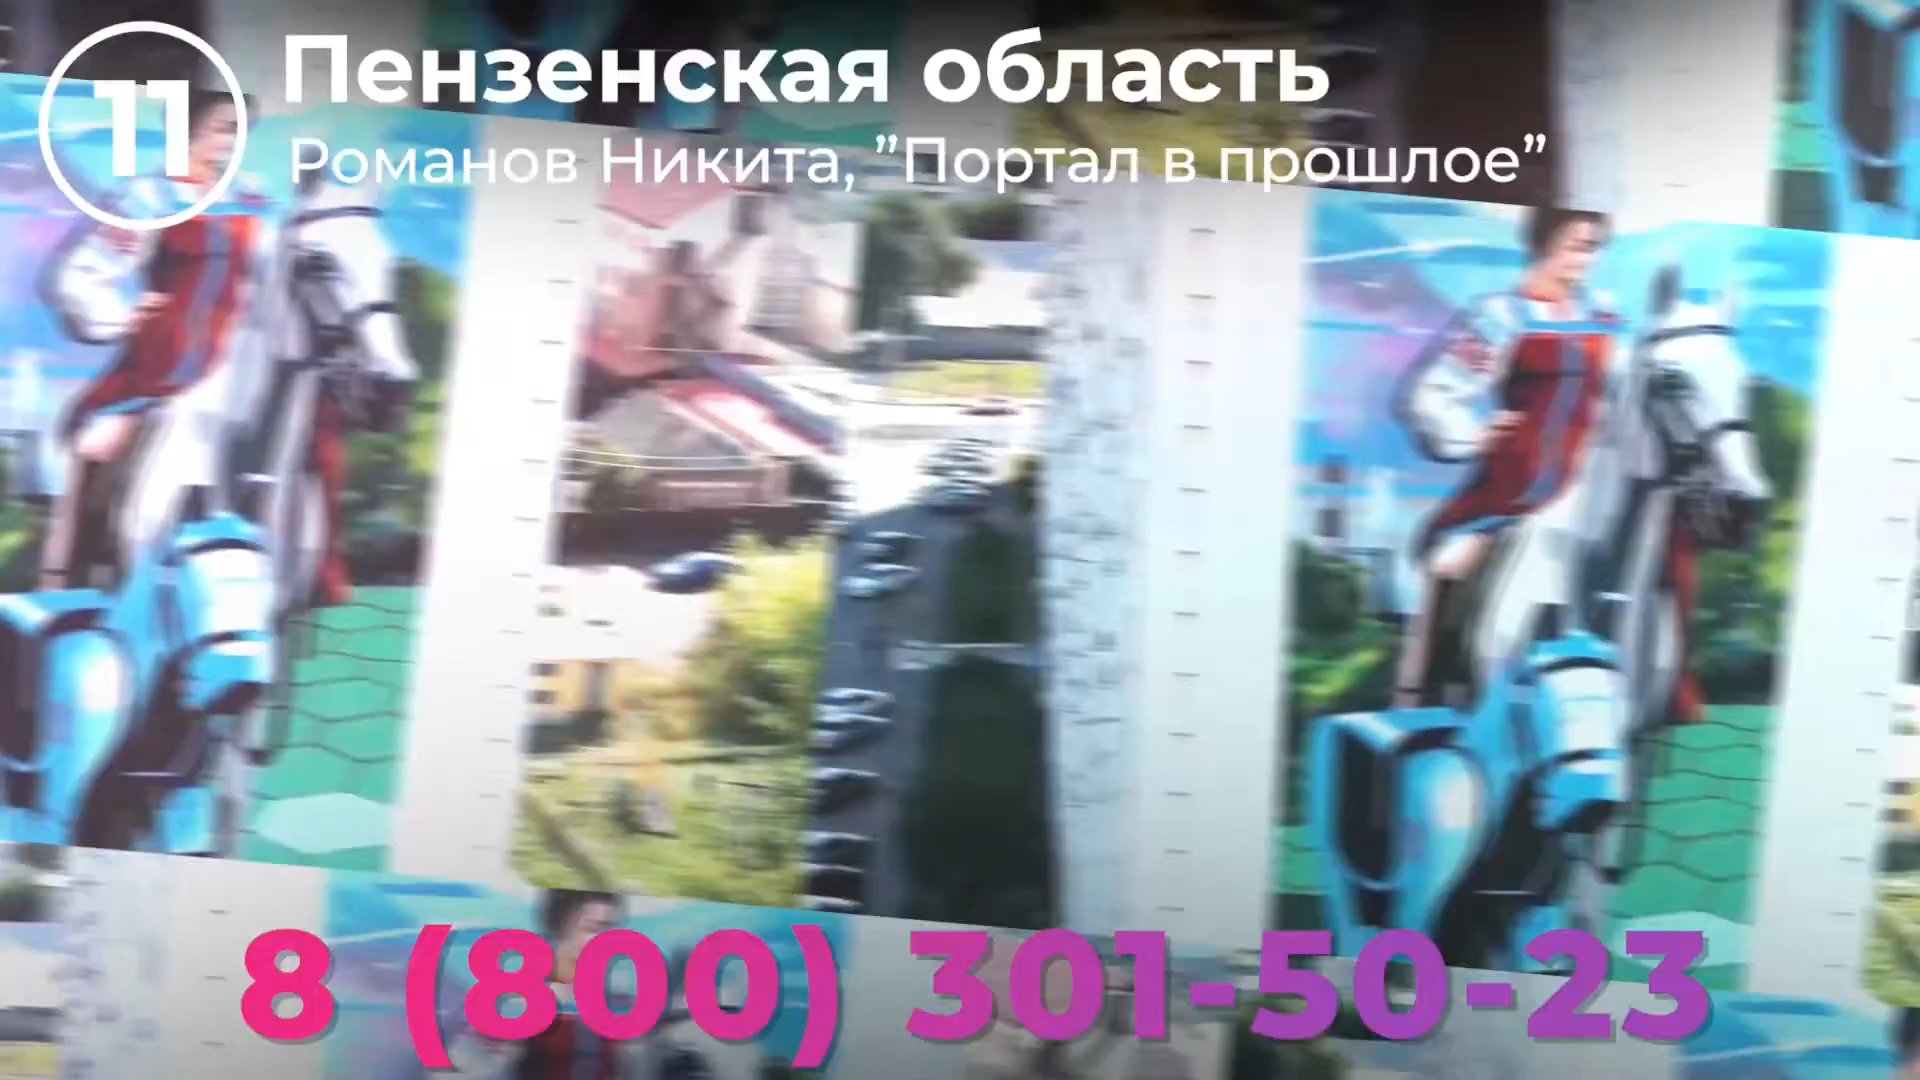 11
Пензенская область
Романов Никита, ”Портал в прошлое”
8 (800) 301-50-23